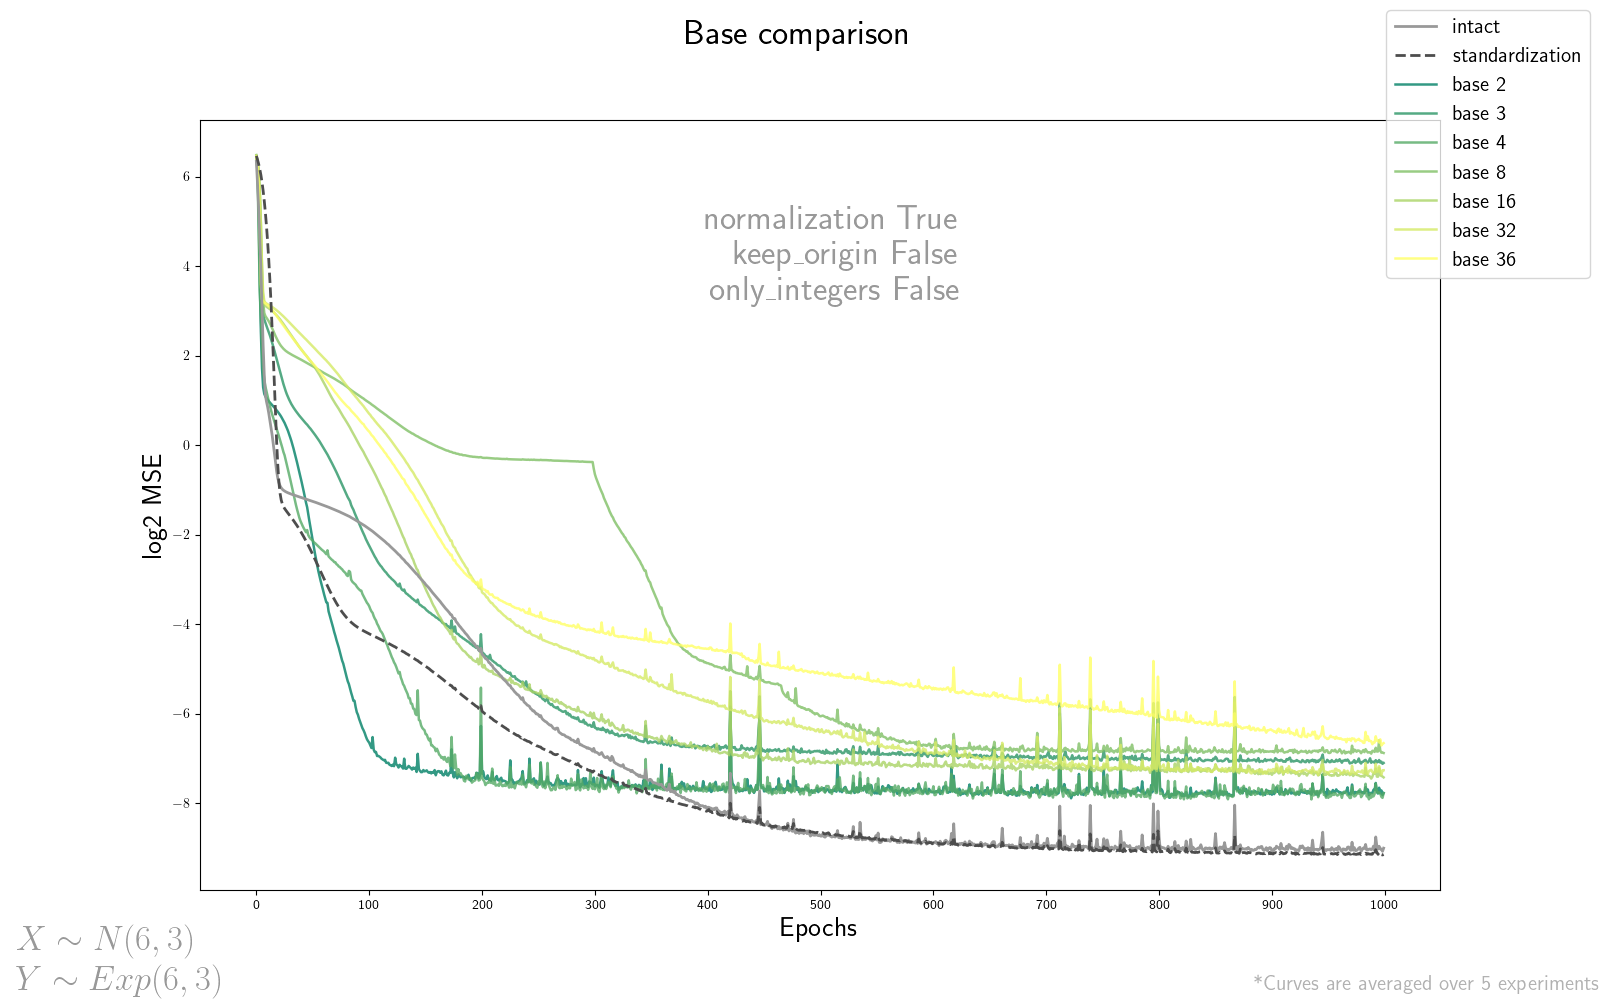 Base comparison
intact
standardization
base 2
base 3
base 4
base 8
base 16
base 32
base 36
normalization True
keep_origin False
only_integers False
log2 MSE
6
4
2
0
−2
−4
−6
−8
0 100 200 300 400 500 600 700 800 900 1000
Epochs
X ∼ N(6, 3)
Y ∼ Exp(6, 3)
*Curves are averaged over 5 experiments